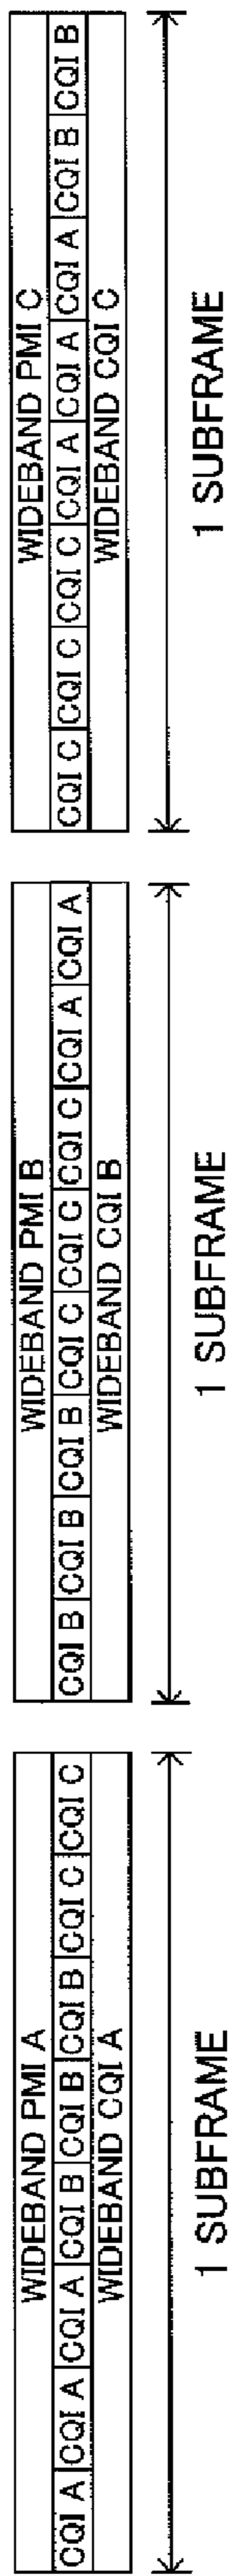 WIDEBAND PMI A
CQI A CQI A CQI A CQI B CQI B CQI B CQI C CQI C
WIDEBAND CQI A
1 SUBFRAME
WIDEBAND PMI B
CQI B CQI B CQI B CQI C CQI C CQI C CQI A CQI A
WIDEBAND CQI B
1 SUBFRAME
WIDEBAND PMI C
CQI C CQI C CQI C CQI A CQI A CQI A CQI B CQI B
WIDEBAND CQI C
1 SUBFRAME